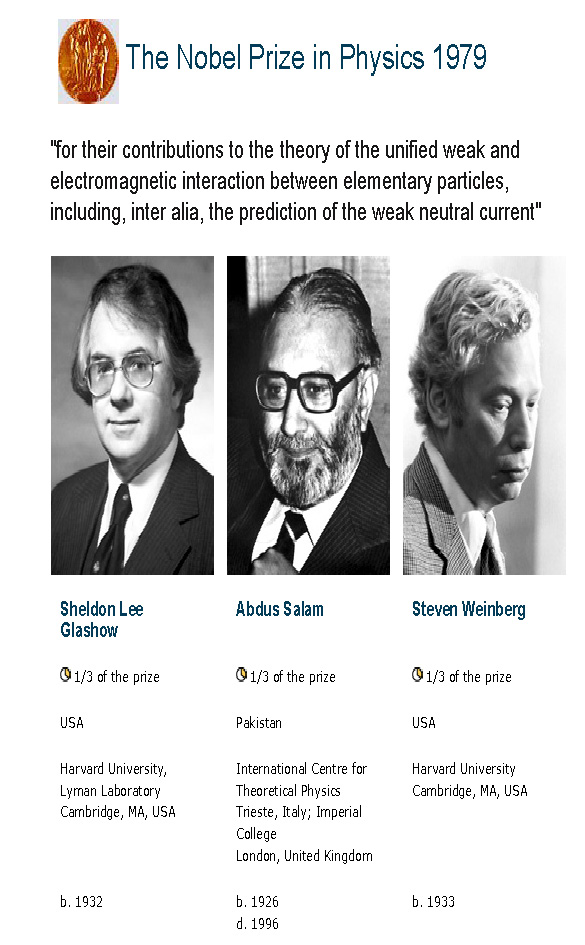 The Nobel Prize in Physics 1979
"for their contributions to the theory of the unified weak and
electromagnetic interaction between elementary particles,
including, inter alia, the prediction of the weak neutral current"
Sheldon Lee
Glashow
Abdus Salam
Steven Weinberg
1/3 of the prize
1/3 of the prize
1/3 of the prize
USA
Pakistan
USA
Harvard University,
Lyman Laboratory
Cambridge, MA, USA
International Centre for
Theoretical Physics
Trieste, Italy; Imperial
College
London, United Kingdom
Harvard University
Cambridge, MA, USA
b. 1932
b. 1926
d. 1996
b. 1933